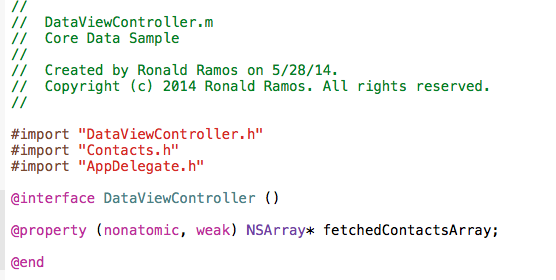 //
//  DataViewController.m
//  Core Data Sample
//
//  Created by Ronald Ramos on 5/28/14.
//  Copyright (c) 2014 Ronald Ramos. All rights reserved.
//
#import "DataViewController.h"
#import "Contacts.h"
#import "AppDelegate.h"
@interface DataViewController ()
@property (nonatomic, weak) NSArray* fetchedContactsArray;
@end